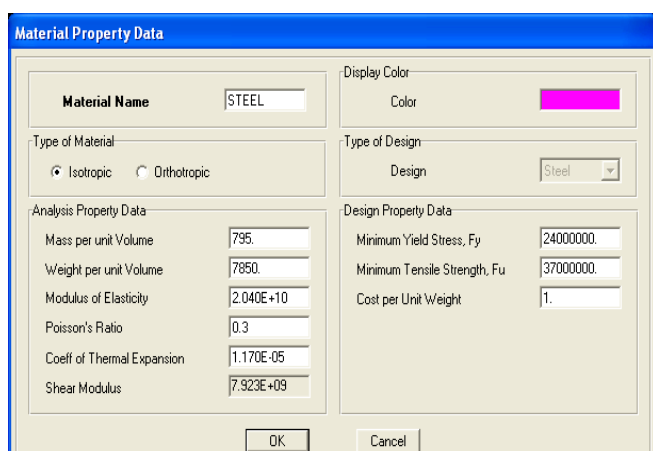 Material Property Data
Material Name STEEL
Display Color
Color
Type of Material
Isotropic Orthotropic
Type of Design
Design Steel
Analysis Property Data
Mass per unit Volume 795.
Weight per unit Volume 7850.
Modulus of Elasticity 2.040E+10
Poisson's Ratio 0.3
Coeff of Thermal Expansion 1.170E-05
Shear Modulus 7.923E+09
Design Property Data
Minimum Yield Stress, Fy 24000000.
Minimum Tensile Strength, Fu 37000000.
Cost per Unit Weight 1.
OK Cancel